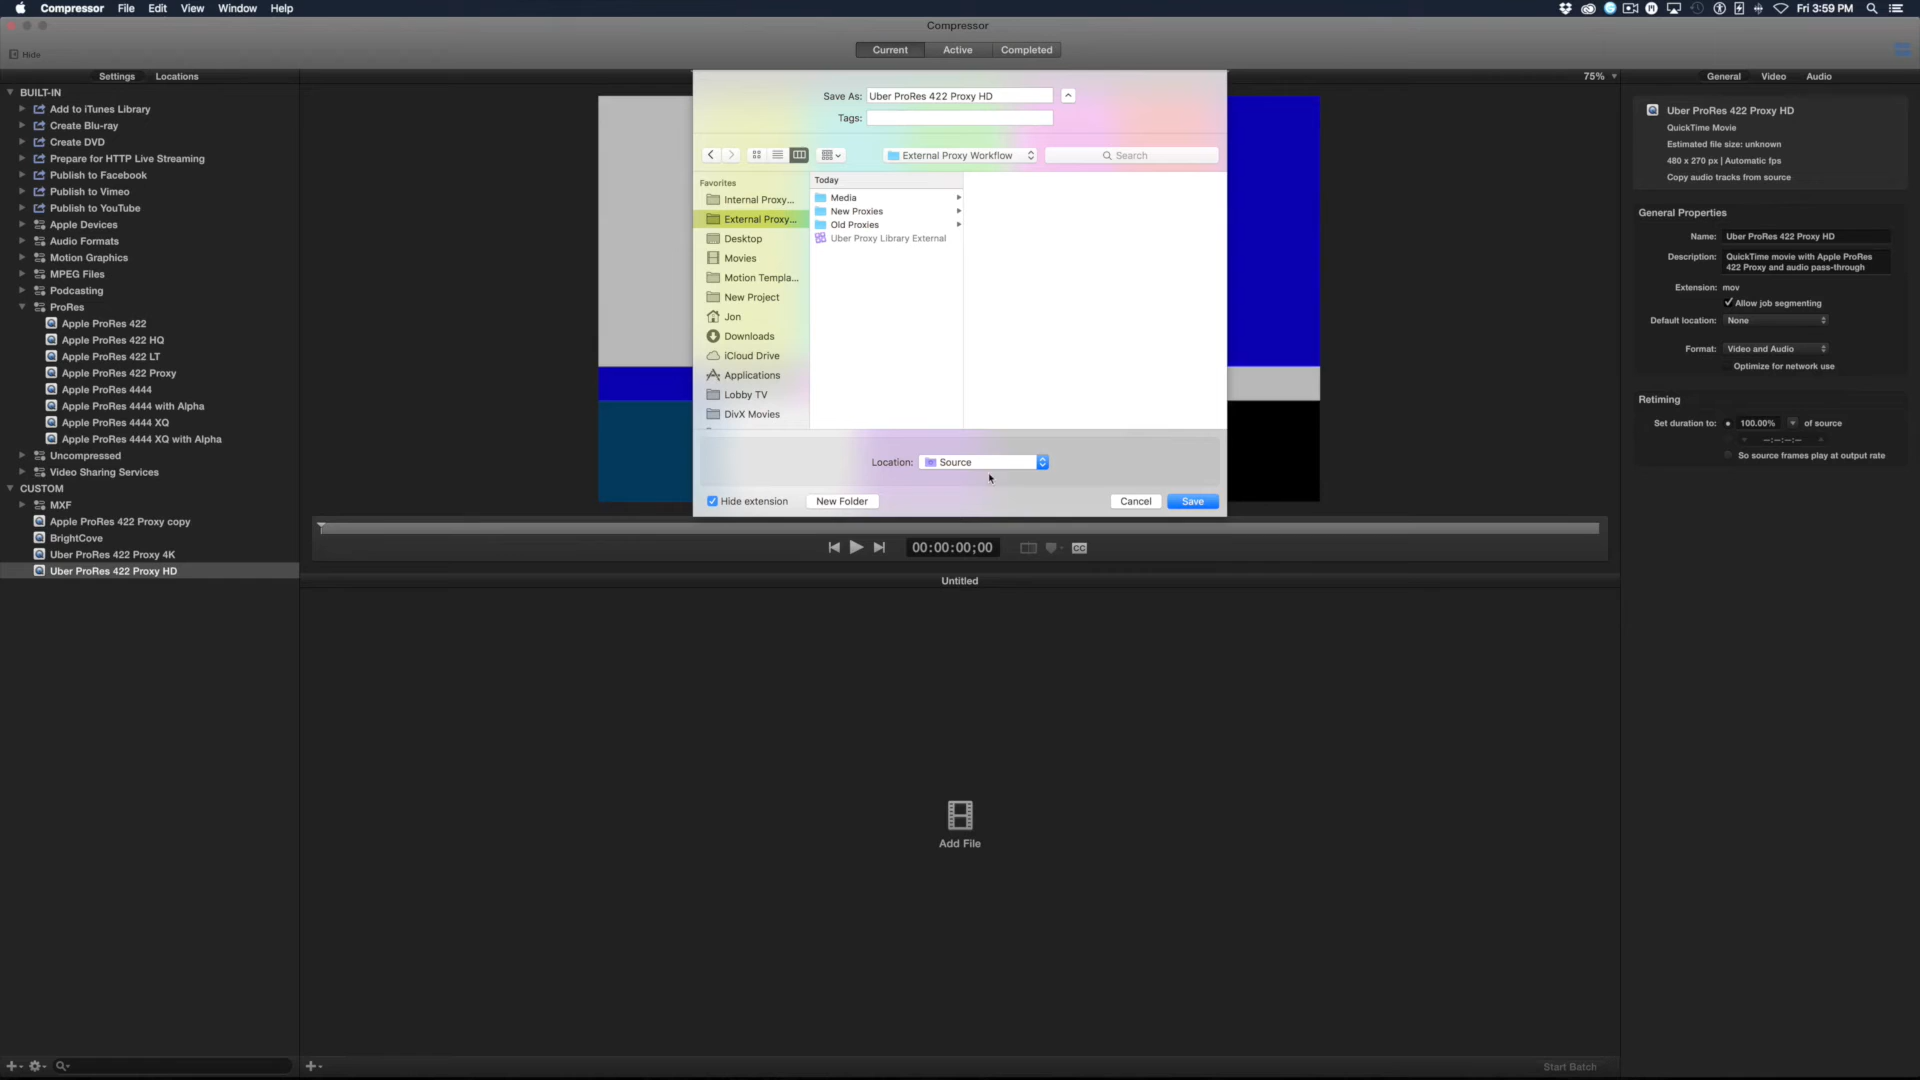 Compressor File Edit View Window Help
Fri 3:59 PM
Compressor
Hide
Current Active Completed
Settings Locations
75%
General Video Audio
BUILT-IN
Add to iTunes Library
Create Blu-ray
Create DVD
Prepare for HTTP Live Streaming
Publish to Facebook
Publish to Vimeo
Publish to YouTube
Apple Devices
Audio Formats
Motion Graphics
MPEG Files
Podcasting
ProRes
Apple ProRes 422
Apple ProRes 422 HQ
Apple ProRes 422 LT
Apple ProRes 422 Proxy
Apple ProRes 4444
Apple ProRes 4444 with Alpha
Apple ProRes 4444 XQ
Apple ProRes 4444 XQ with Alpha
Uncompressed
Video Sharing Services
CUSTOM
MXF
Apple ProRes 422 Proxy copy
BrightCove
Uber ProRes 422 Proxy 4K
Uber ProRes 422 Proxy HD
Save As: Uber ProRes 422 Proxy HD
Tags:
External Proxy Workflow
Search
Favorites
Internal Proxy...
External Proxy...
Desktop
Movies
Motion Templa...
New Project
Jon
Downloads
iCloud Drive
Applications
Lobby TV
DivX Movies
Today
Media
New Proxies
Old Proxies
Uber Proxy Library External
Location: Source
Hide extension
New Folder
Cancel
Save
00:00:00;00
CC
Untitled
Add File
Start Batch
Uber ProRes 422 Proxy HD
QuickTime Movie
Estimated file size: unknown
480 x 270 px | Automatic fps
Copy audio tracks from source
General Properties
Name: Uber ProRes 422 Proxy HD
Description: QuickTime movie with Apple ProRes
422 Proxy and audio pass-through
Extension: mov
Allow job segmenting
Default location: None
Format: Video and Audio
Optimize for network use
Retiming
Set duration to: 100.00% of source
--:--:--;--
So source frames play at output rate